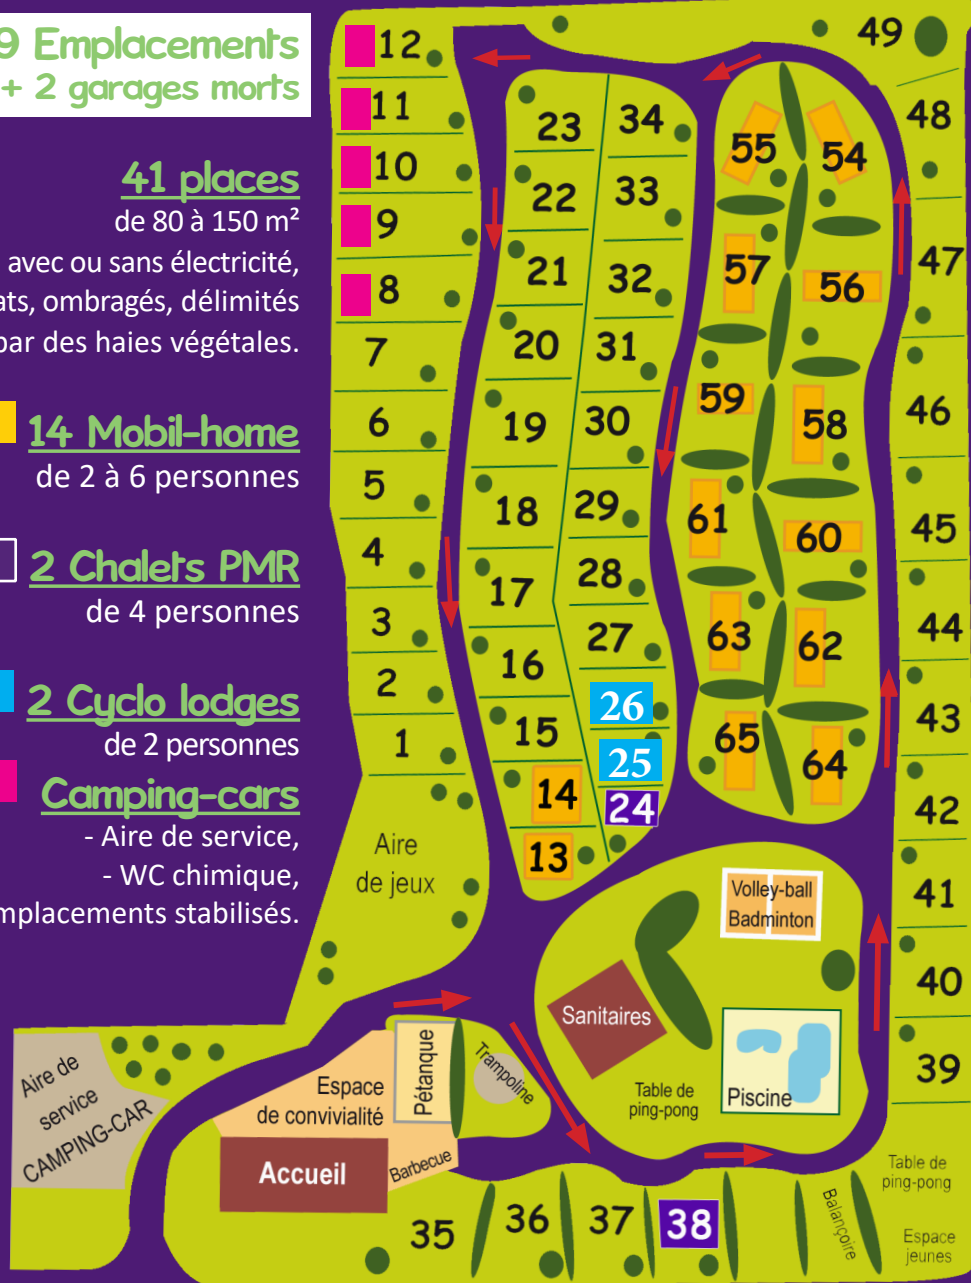 9 Emplacements
+ 2 garages morts
41 places
de 80 à 150 m²
avec ou sans électricité,
ats, ombragés, délimités
par des haies végétales.
14 Mobil-home
de 2 à 6 personnes
2 Chalets PMR
de 4 personnes
2 Cyclo lodges
de 2 personnes
Camping-cars
- Aire de service,
- WC chimique,
mplacements stabilisés.
12
11
10
9
8
7
6
5
4
3
2
1
Aire
de jeux
23
22
21
20
19
18
17
16
15
14
13
34
33
32
31
30
29
28
27
26
25
24
55
54
57
56
59
58
61
60
63
62
65
64
49
48
47
46
45
44
43
42
41
40
39
Volley-ball
Badminton
Sanitaires
Table de
ping-pong
Piscine
Aire de
service
CAMPING-CAR
Espace
de convivialité
Pétanque
Trampoline
Accueil
Barbecue
35
36
37
38
Balançoire
Table de
ping-pong
Espace
jeunes